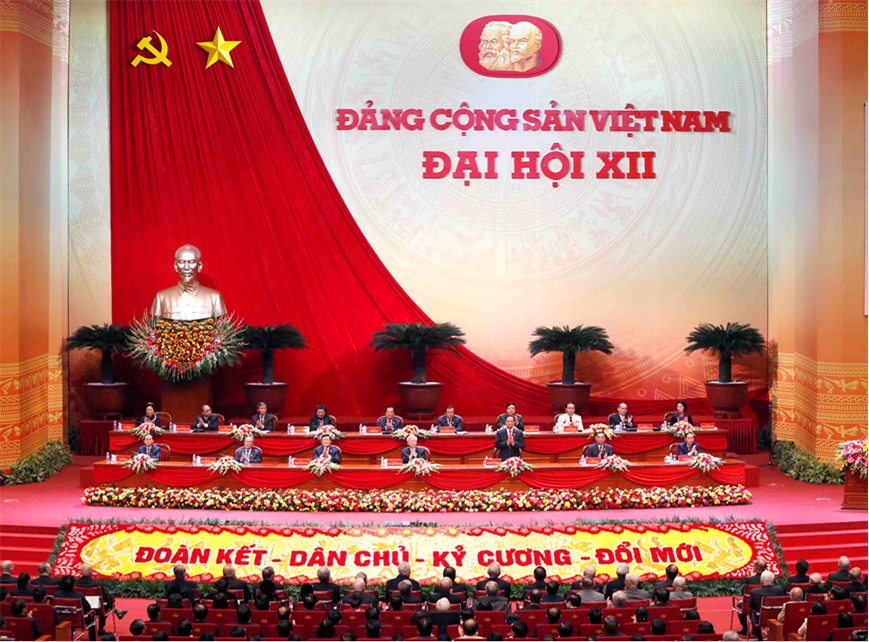 ĐẢNG CỘNG SẢN VIỆT NAM
ĐẠI HỘI XII
ĐOÀN KẾT - DÂN CHỦ - KỶ CƯƠNG - ĐỔI MỚI